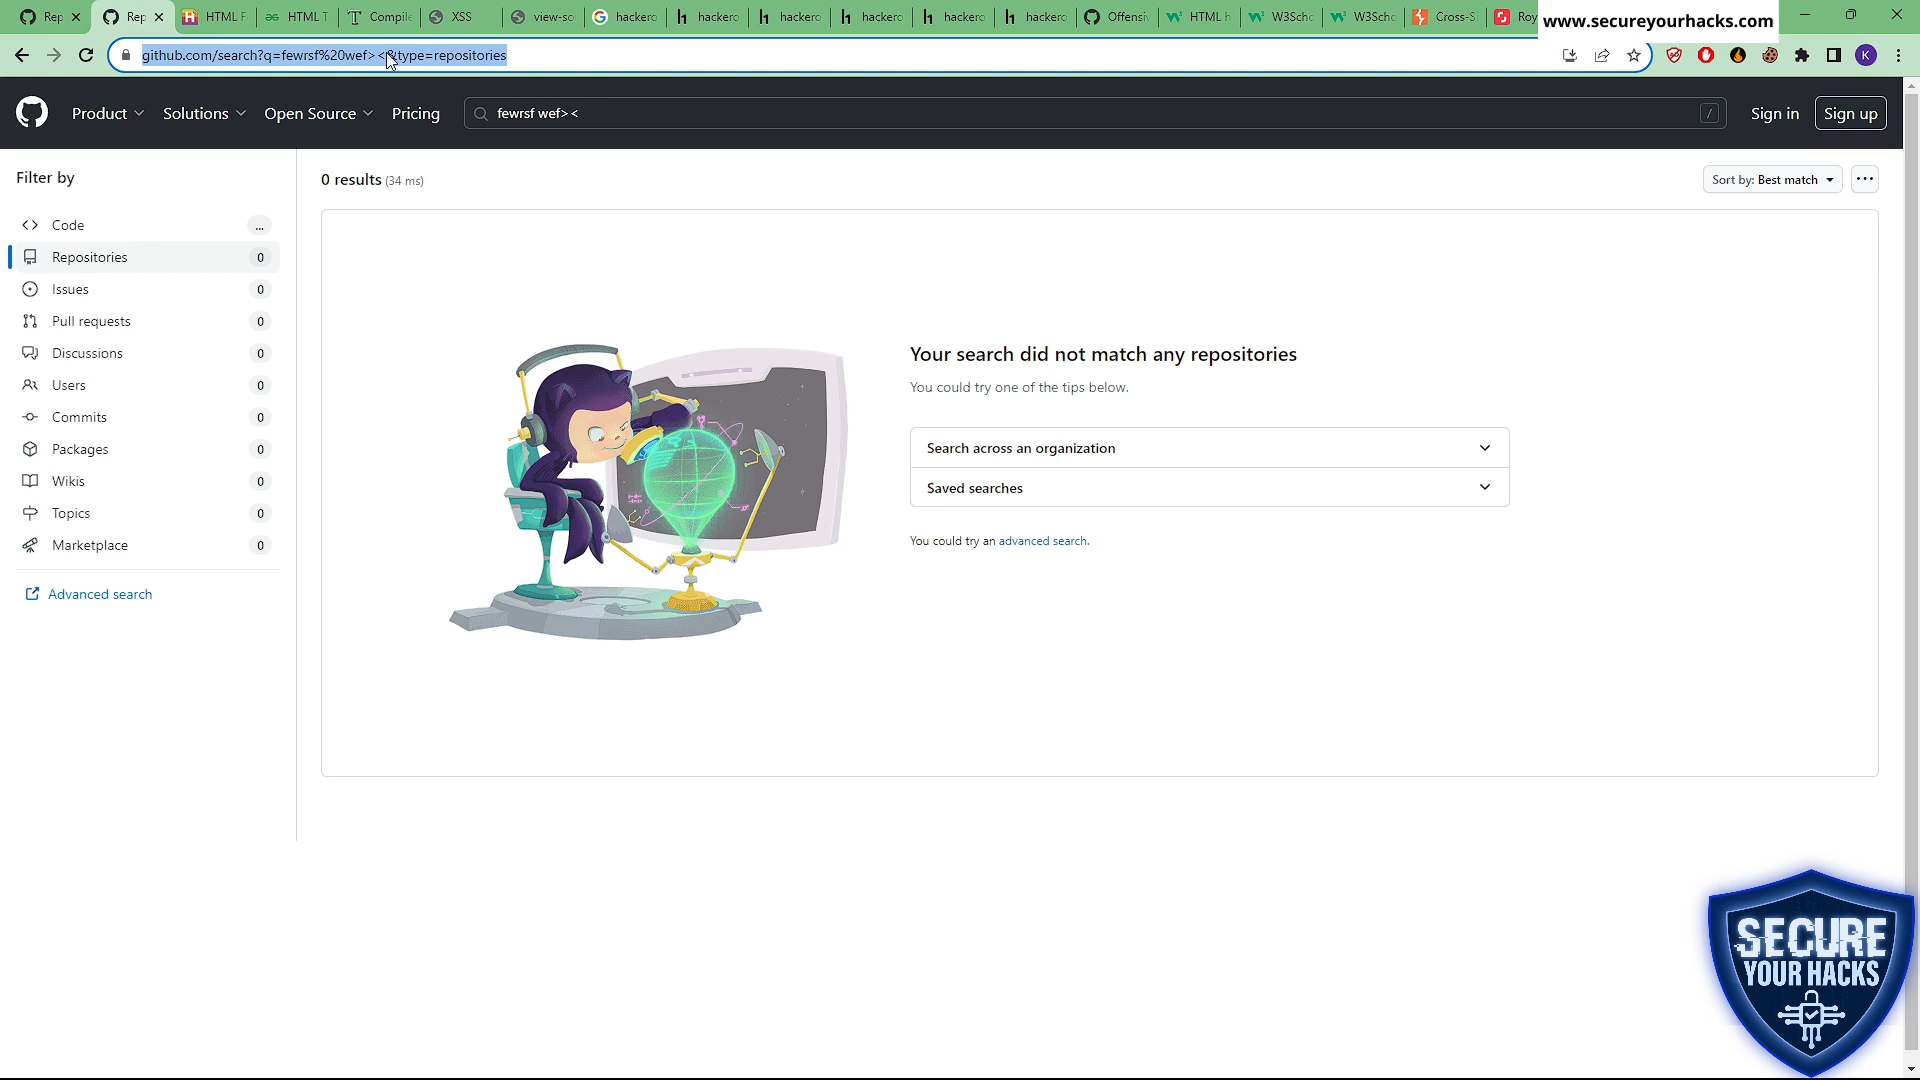 Rep
Rep
HTML F
HTML T
Compile
XSS
view-so
hackero
hackero
hackero
hackero
hackero
hackero
Offensiv
HTML h
W3Scho
W3Scho
Cross-Si
Roy
www.secureyourhacks.com
github.com/search?q=fewrsf%20wef><&type=repositories
K
Product
Solutions
Open Source
Pricing
fewrsf wef><
/
Sign in
Sign up
Filter by
0 results (34 ms)
Sort by: Best match
...
Code ...
Repositories 0
Issues 0
Pull requests 0
Discussions 0
Users 0
Commits 0
Packages 0
Wikis 0
Topics 0
Marketplace 0
Advanced search
Your search did not match any repositories
You could try one of the tips below.
Search across an organization
Saved searches
You could try an advanced search.
SECURE
YOUR HACKS